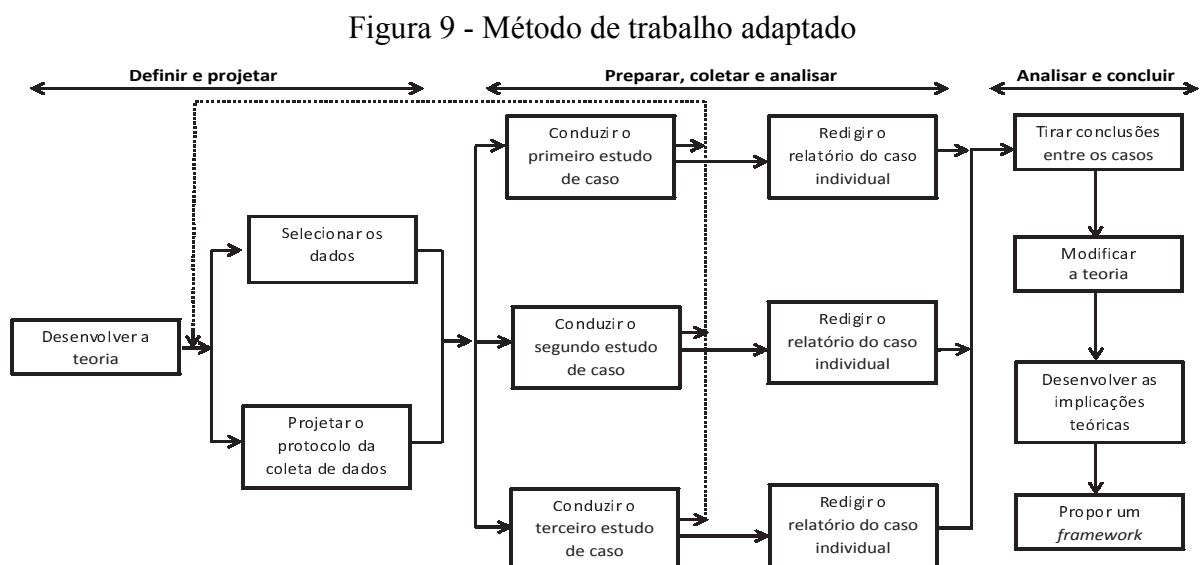 Figura 9 - Método de trabalho adaptado
Definir e projetar
Preparar, coletar e analisar
Analisar e concluir
Desenvolver a
teoria
Selecionar os
dados
Projetar o
protocolo da
coleta de dados
Conduzir o
primeiro estudo
de caso
Redigir o
relatório do caso
individual
Conduzir o
segundo estudo
de caso
Redigir o
relatório do caso
individual
Conduzir o
terceiro estudo
de caso
Redigir o
relatório do caso
individual
Tirar conclusões
entre os casos
Modificar
a teoria
Desenvolver as
implicações
teóricas
Propor um
framework